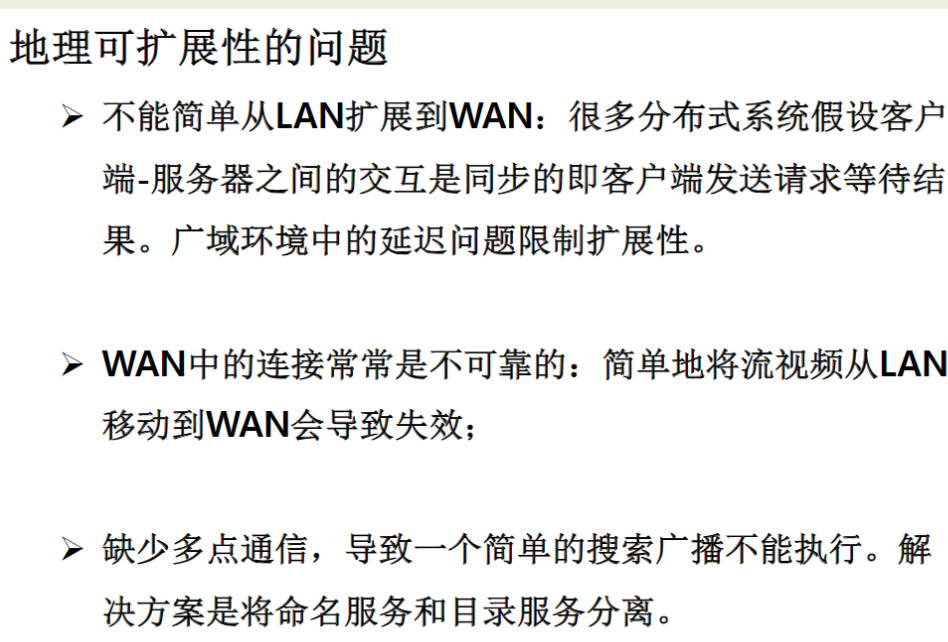 地理可扩展性的问题
➢ 不能简单从LAN扩展到WAN：很多分布式系统假设客户
端-服务器之间的交互是同步的即客户端发送请求等待结
果。广域环境中的延迟问题限制扩展性。
➢ WAN中的连接常常是不可靠的：简单地将流视频从LAN
移动到WAN会导致失效；
➢ 缺少多点通信，导致一个简单的搜索广播不能执行。解
决方案是将命名服务和目录服务分离。